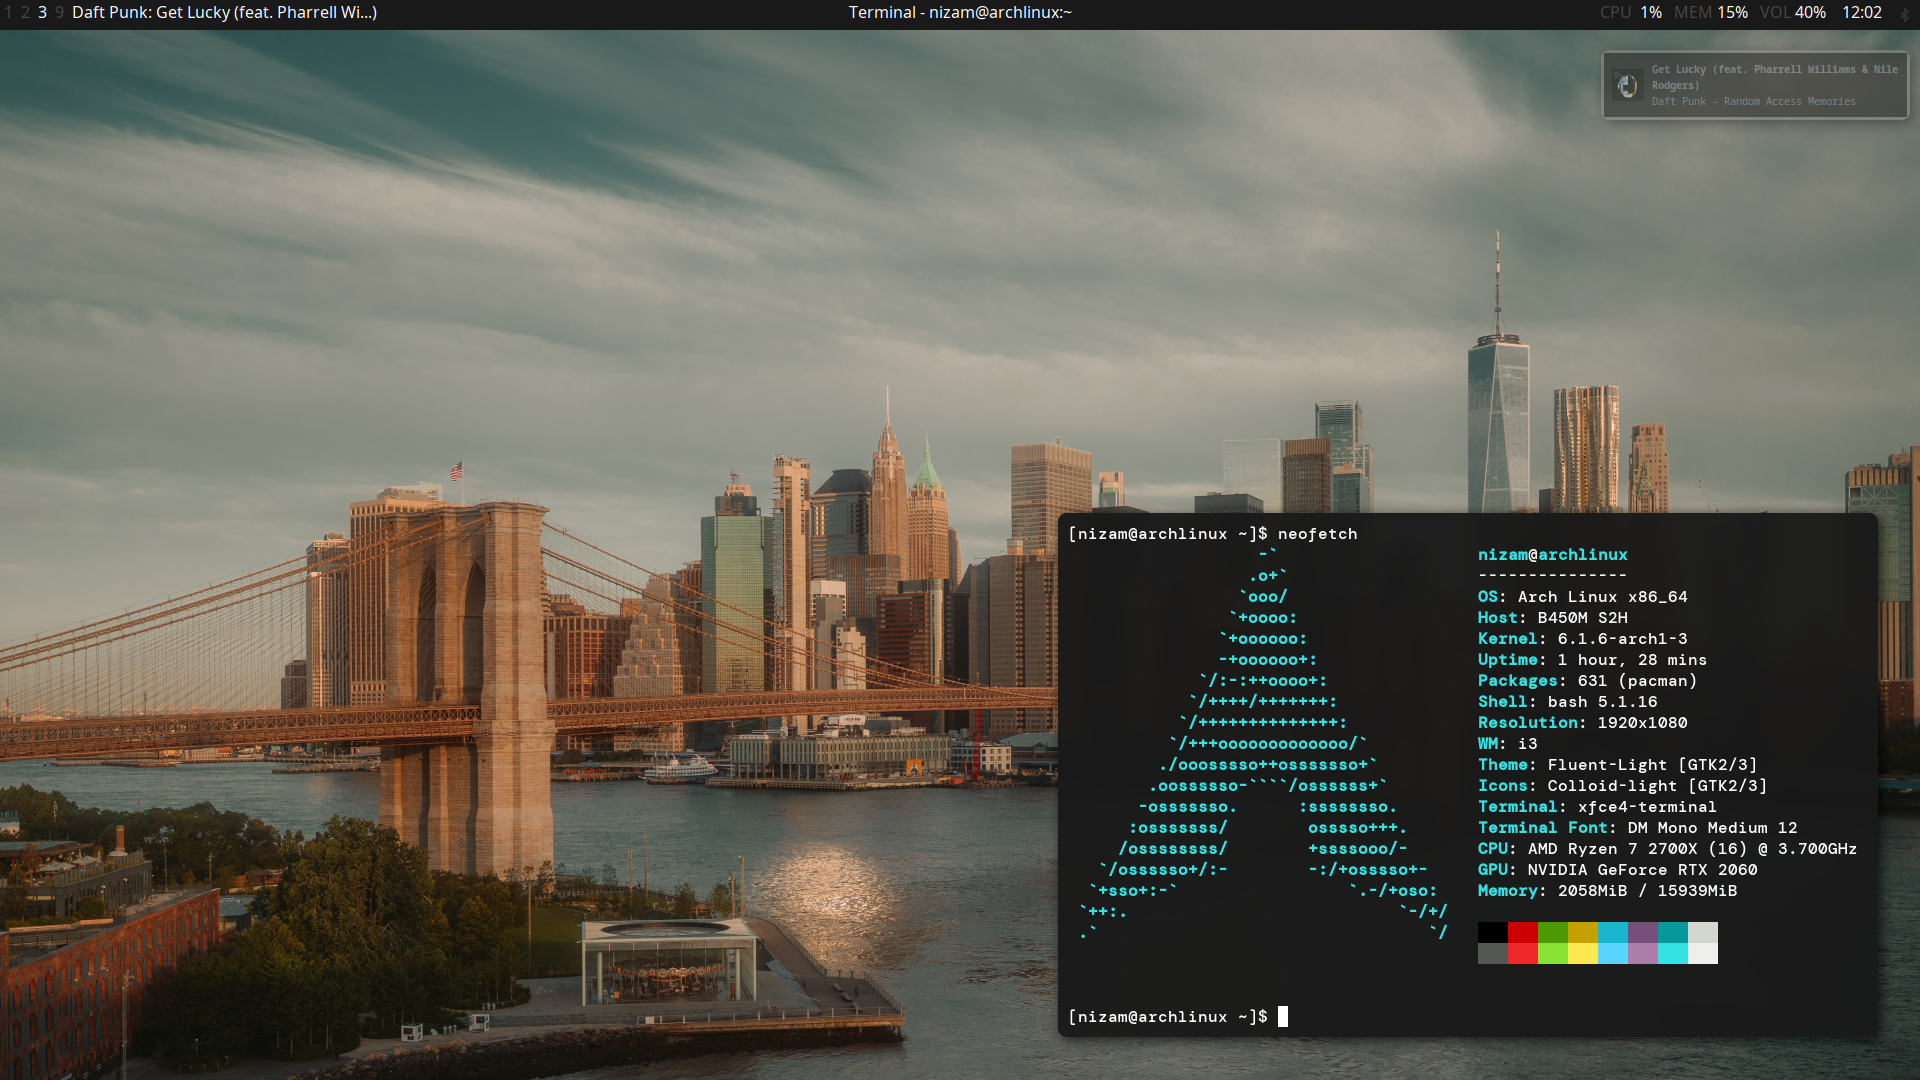 1 2 3 9 Daft Punk: Get Lucky (feat. Pharrell Wi...)
Terminal - nizam@archlinux:~
CPU 1% MEM 15% VOL 40% 12:02
Get Lucky (feat. Pharrell Williams & Nile
Rodgers)
Daft Punk - Random Access Memories
[nizam@archlinux ~]$ neofetch
-`
.o+`
`ooo/
`+oooo:
`+oooooo:
-+oooooo+:
`/:-:++oooo+:
`/++++/+++++++:
`/++++++++++++++:
`/+++ooooooooooooo/`
./ooosssso++osssssso+`
.oossssso-````/ossssss+`
-osssssso.      :ssssssso.
:osssssss/        osssso+++.
/ossssssss/        +ssssooo/-
`/ossssso+/:-        -:/+osssso+-
`+sso+:-`                 `.-/+oso:
`++:.                           `-/+/
.`                                 `/
nizam@archlinux
---------------
OS: Arch Linux x86_64
Host: B450M S2H
Kernel: 6.1.6-arch1-3
Uptime: 1 hour, 28 mins
Packages: 631 (pacman)
Shell: bash 5.1.16
Resolution: 1920x1080
WM: i3
Theme: Fluent-Light [GTK2/3]
Icons: Colloid-light [GTK2/3]
Terminal: xfce4-terminal
Terminal Font: DM Mono Medium 12
CPU: AMD Ryzen 7 2700X (16) @ 3.700GHz
GPU: NVIDIA GeForce RTX 2060
Memory: 2058MiB / 15939MiB
[nizam@archlinux ~]$